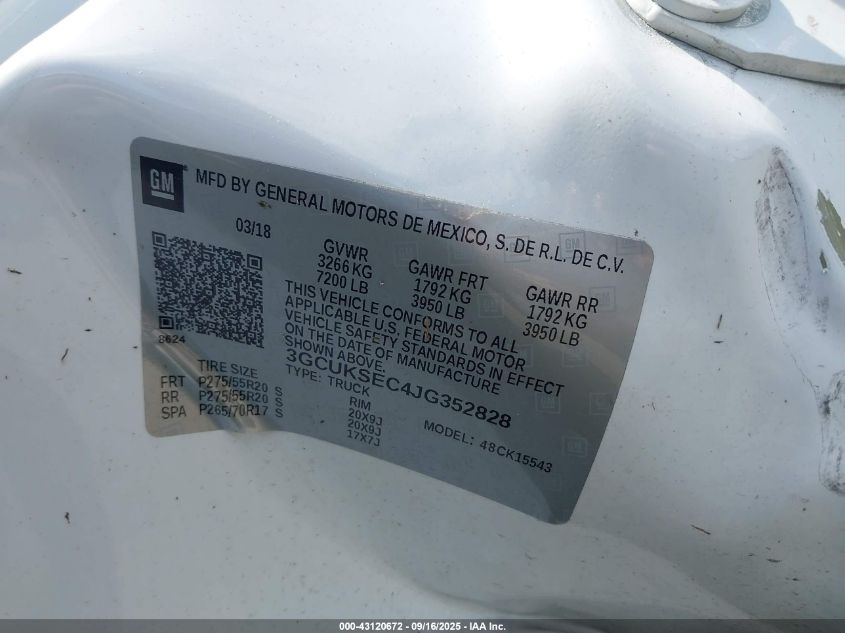 GM
MFD BY GENERAL MOTORS DE MEXICO, S. DE R.L. DE C.V.
03/18
GVWR
3266 KG
7200 LB
GAWR FRT
1792 KG
3950 LB
GAWR RR
1792 KG
3950 LB
THIS VEHICLE CONFORMS TO ALL
APPLICABLE U.S. FEDERAL MOTOR
VEHICLE SAFETY STANDARDS IN EFFECT
ON THE DATE OF MANUFACTURE
SHOWN ABOVE.
3GCUKSEC4JG352828
TYPE: TRUCK
MODEL: 48CK15543
8624
TIRE SIZE
RIM
FRT P275/55R20 S 20X9J
RR P275/55R20 S 20X9J
SPA P265/70R17 S 17X7J
000-43120672 - 09/16/2025 - IAA Inc.